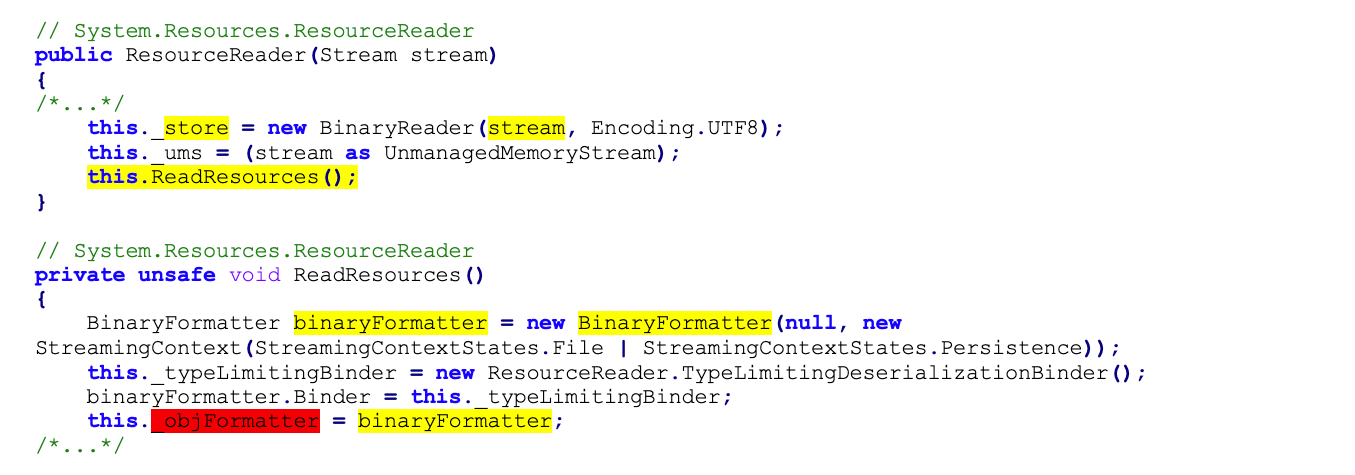 // System.Resources.ResourceReader
public ResourceReader(Stream stream)
{
/*...*/
    this._store = new BinaryReader(stream, Encoding.UTF8);
    this._ums = (stream as UnmanagedMemoryStream);
    this.ReadResources();
}

// System.Resources.ResourceReader
private unsafe void ReadResources()
{
    BinaryFormatter binaryFormatter = new BinaryFormatter(null, new
StreamingContext(StreamingContextStates.File | StreamingContextStates.Persistence));
    this._typeLimitingBinder = new ResourceReader.TypeLimitingDeserializationBinder();
    binaryFormatter.Binder = this._typeLimitingBinder;
    this._objFormatter = binaryFormatter;
/*...*/